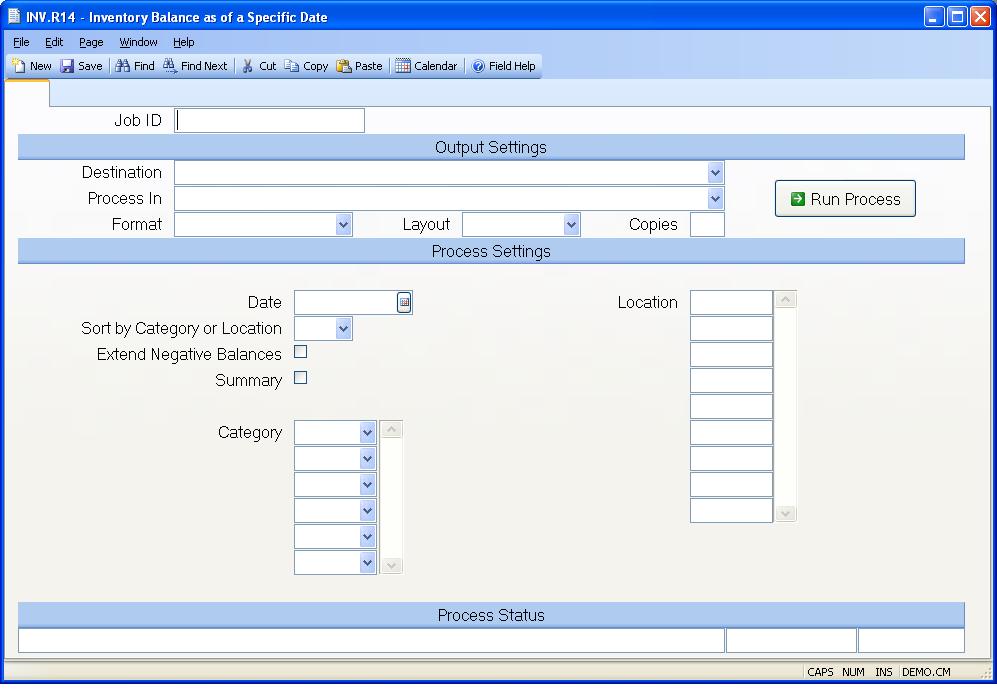 INV.R14 - Inventory Balance as of a Specific Date
File Edit Page Window Help
New Save Find Find Next Cut Copy Paste Calendar Field Help
Job ID
Output Settings
Destination
Process In
Run Process
Format Layout Copies
Process Settings
Date Location
Sort by Category or Location
Extend Negative Balances
Summary
Category
Process Status
CAPS NUM INS DEMO.CM